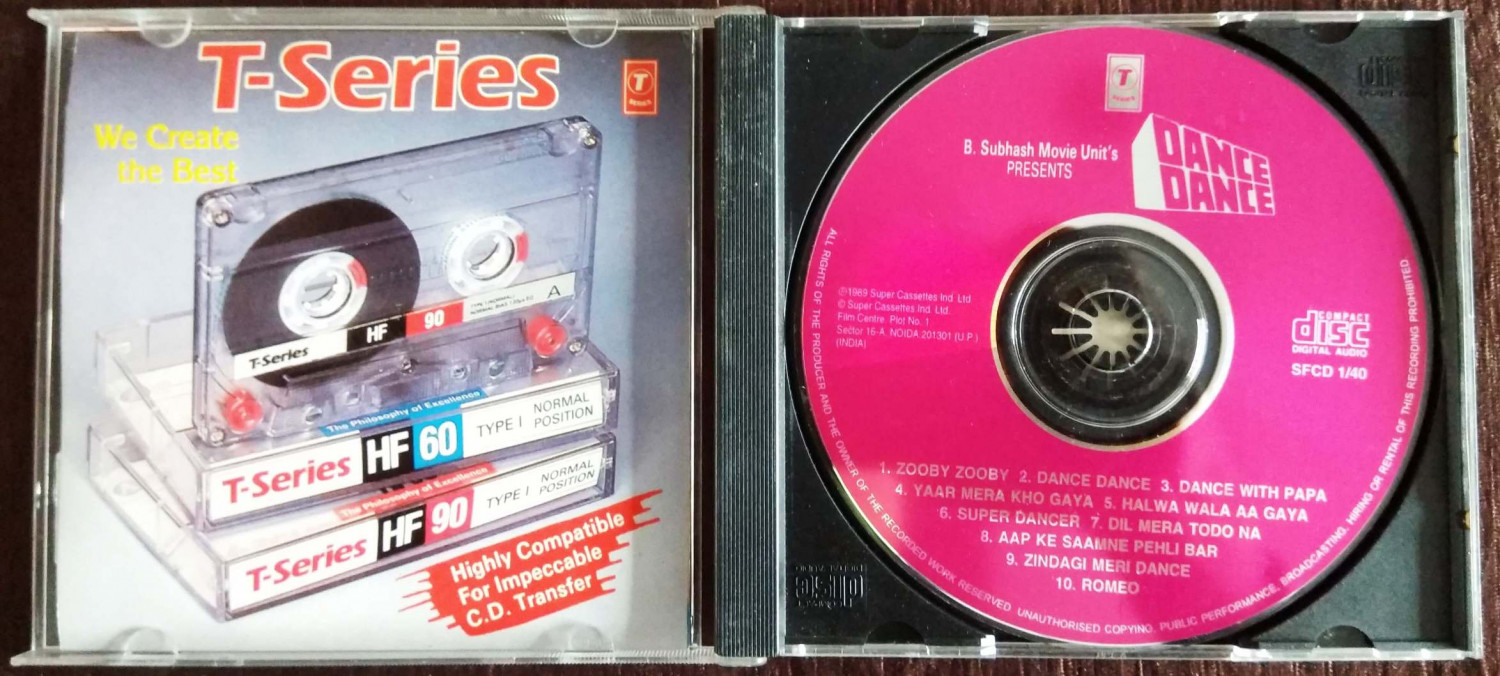 T-Series
T
SERIES
We Create
the Best
A
HF 90
T-Series
The Philosophy of Excellence
T-Series HF 60 TYPE I NORMAL POSITION
The Philosophy of Excellence
T-Series HF 90 TYPE I NORMAL POSITION
Highly Compatible
For Impeccable
C.D. Transfer
T
SERIES
B. Subhash Movie Unit's
PRESENTS
DANCE
DANCE
℗1989 Super Cassettes Ind. Ltd
© Super Cassettes Ind. Ltd.
Film Centre, Plot No. 1
Sector 16-A, NOIDA 201301 (U.P.)
(INDIA)
COMPACT
disc
DIGITAL AUDIO
SFCD 1/40
1. ZOOBY ZOOBY 2. DANCE DANCE 3. DANCE WITH PAPA
4. YAAR MERA KHO GAYA 5. HALWA WALA AA GAYA
6. SUPER DANCER 7. DIL MERA TODO NA
8. AAP KE SAAMNE PEHLI BAR
9. ZINDAGI MERI DANCE
10. ROMEO
ALL RIGHTS OF THE PRODUCER AND THE OWNER OF THE RECORDED WORK RESERVED. UNAUTHORISED COPYING, PUBLIC PERFORMANCE, BROADCASTING, HIRING OR RENTAL OF THIS RECORDING PROHIBITED
disc
COMPACT
disc